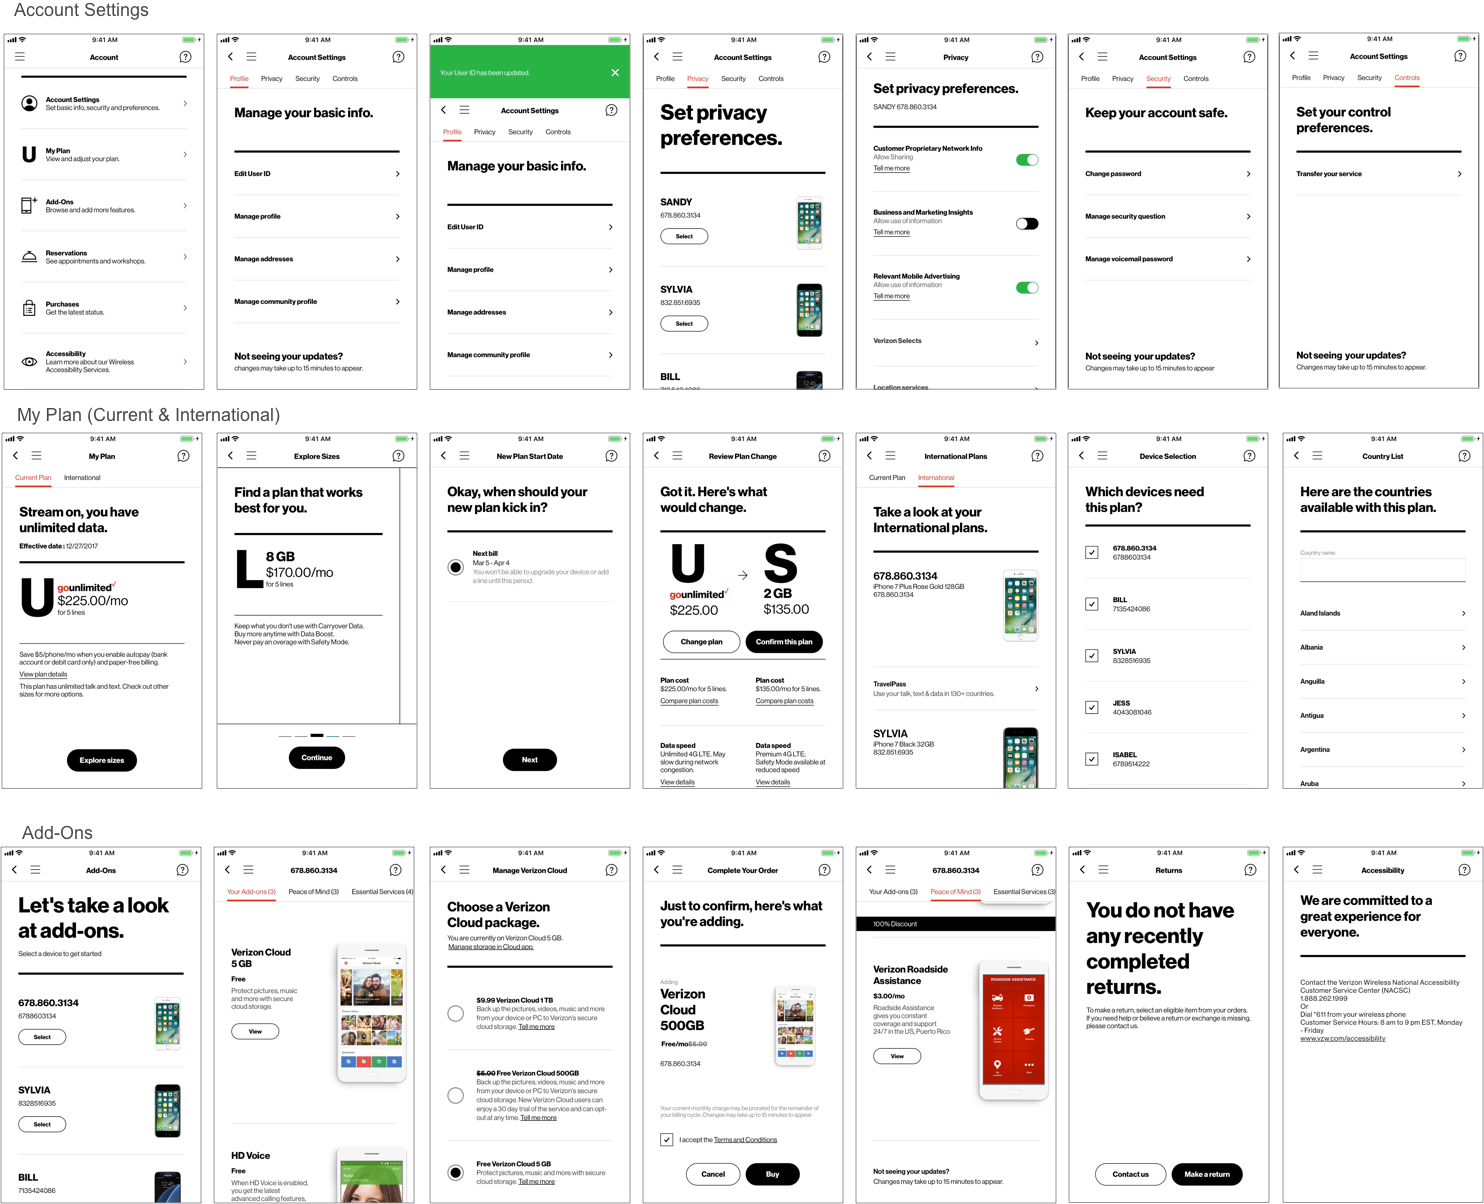 Account Settings
9:41 AM
Account
Account Settings
Set basic info, security and preferences.
My Plan
View and adjust your plan.
Add-Ons
Browse and add more features.
Reservations
See appointments and workshops.
Purchases
Get the latest status.
Accessibility
Learn more about our Wireless
Accessibility Services.
9:41 AM
Account Settings
Profile Privacy Security Controls
Manage your basic info.
Edit User ID
Manage profile
Manage addresses
Manage community profile
Not seeing your updates?
changes may take up to 15 minutes to appear.
9:41 AM
Your User ID has been updated.
Account Settings
Profile Privacy Security Controls
Manage your basic info.
Edit User ID
Manage profile
Manage addresses
Manage community profile
9:41 AM
Account Settings
Profile Privacy Security Controls
Set privacy
preferences.
SANDY
678.860.3134
Select
SYLVIA
832.851.6935
Select
BILL
9:41 AM
Privacy
Set privacy preferences.
SANDY 678.860.3134
Customer Proprietary Network Info
Allow Sharing
Tell me more
Business and Marketing Insights
Allow use of information
Tell me more
Relevant Mobile Advertising
Allow use of information
Tell me more
Verizon Selects
Location services
9:41 AM
Account Settings
Profile Privacy Security Controls
Keep your account safe.
Change password
Manage security question
Manage voicemail password
Not seeing your updates?
Changes may take up to 15 minutes to appear
9:41 AM
Account Settings
Profile Privacy Security Controls
Set your control
preferences.
Transfer your service
Not seeing your updates?
Changes may take up to 15 minutes to appear.
My Plan (Current & International)
9:41 AM
My Plan
Current Plan International
Stream on, you have
unlimited data.
Effective date : 12/27/2017
U gounlimited
$225.00/mo
for 5 lines
Save $5/phone/mo when you enable autopay (bank
account or debit card only) and paper-free billing.
View plan details
This plan has unlimited talk and text. Check out other
sizes for more options.
Explore sizes
9:41 AM
Explore Sizes
Find a plan that works
best for you.
L 8 GB
$170.00/mo
for 5 lines
Keep what you don't use with Carryover Data.
Buy more anytime with Data Boost.
Never pay an overage with Safety Mode.
Continue
9:41 AM
New Plan Start Date
Okay, when should your
new plan kick in?
Next bill
Mar 5 - Apr 4
You won't be able to upgrade your device or add
a line until this period.
Next
9:41 AM
Review Plan Change
Got it. Here's what
would change.
U S
gounlimited 2 GB
$225.00 $135.00
Change plan Confirm this plan
Plan cost Plan cost
$225.00/mo for 5 lines. $135.00/mo for 5 lines.
Compare plan costs Compare plan costs
Data speed Data speed
Unlimited 4G LTE. May Premium 4G LTE;
slow during network Safety Mode available at
congestion. reduced speed
View details View details
9:41 AM
International Plans
Current Plan International
Take a look at your
International plans.
678.860.3134
iPhone 7 Plus Rose Gold 128GB
678.860.3134
TravelPass
Use your talk, text & data in 130+ countries.
SYLVIA
iPhone 7 Black 32GB
832.851.6935
9:41 AM
Device Selection
Which devices need
this plan?
678.860.3134
6788603134
BILL
7135424086
SYLVIA
8328516935
JESS
4043081046
ISABEL
6789514222
9:41 AM
Country List
Here are the countries
available with this plan.
Country name
Aland Islands
Albania
Anguilla
Antigua
Argentina
Aruba
Add-Ons
9:41 AM
Add-Ons
Let's take a look
at add-ons.
Select a device to get started
678.860.3134
6788603134
Select
SYLVIA
8328516935
Select
BILL
7135424086
9:41 AM
678.860.3134
Your Add-ons (3) Peace of Mind (3) Essential Services (4)
Verizon Cloud
5 GB
Free
Protect pictures, music
and more with secure
cloud storage.
View
HD Voice
Free
When HD Voice is enabled,
you get the latest
advanced calling features,
9:41 AM
Manage Verizon Cloud
Choose a Verizon
Cloud package.
You are currently on Verizon Cloud 5 GB.
Manage storage in Cloud app.
$9.99 Verizon Cloud 1 TB
Back up the pictures, videos, music and more
from your device or PC to Verizon's secure
cloud storage. Tell me more
$5.00 Free Verizon Cloud 500GB
Back up the pictures, videos, music and more
from your device or PC to Verizon's secure
cloud storage. New Verizon Cloud users can
enjoy a 30 day trial of the service and can opt-
out at any time. Tell me more
Free Verizon Cloud 5 GB
Protect pictures, music and more with secure
cloud storage. Tell me more
9:41 AM
Complete Your Order
Just to confirm, here's what
you're adding.
Adding
Verizon
Cloud
500GB
Free/mo$5.00
678.860.3134
Your current monthly charge may be prorated for the remainder of
your billing cycle. Changes may take up to 15 minutes to appear.
I accept the Terms and Conditions
Cancel Buy
9:41 AM
678.860.3134
Your Add-ons (3) Peace of Mind (3) Essential Services (3)
100% Discount
Verizon Roadside
Assistance
$3.00/mo
Roadside Assistance
gives you constant
coverage and support
24/7 in the US, Puerto Rico
View
ROADSIDE ASSISTANCE
Not seeing your updates?
Changes may take up to 15 minutes to appear.
9:41 AM
Returns
You do not have
any recently
completed
returns.
To make a return, select an eligible item from your orders.
If you need help or believe a return or exchange is missing,
please contact us.
Contact us Make a return
9:41 AM
Accessibility
We are committed to a
great experience for
everyone.
Contact the Verizon Wireless National Accessibility
Customer Service Center (NACSC)
1.888.262.1999
Or
Dial *611 from your wireless phone
Customer Service Hours: 8 am to 9 pm EST, Monday
- Friday
www.vzw.com/accessibility